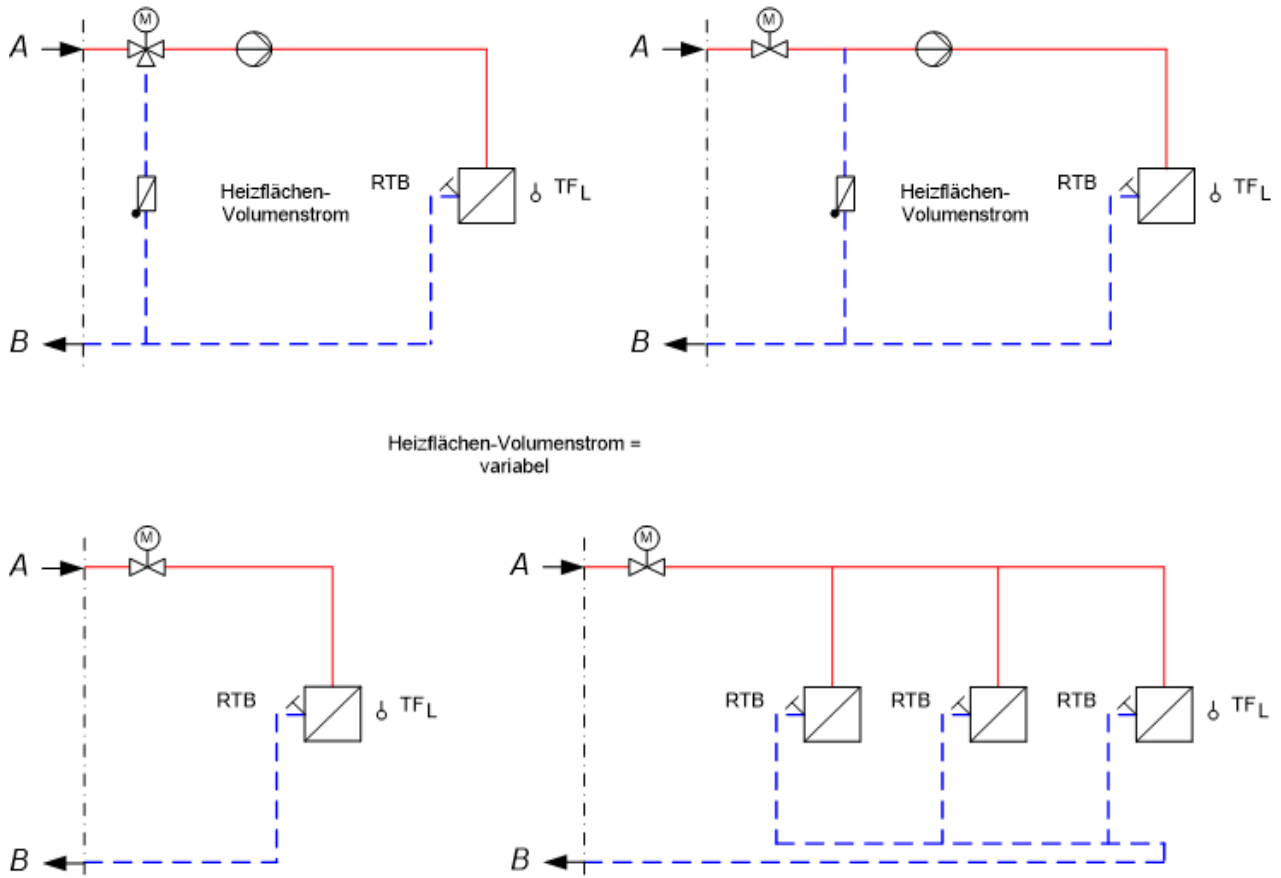 M
A
RTB
TF L
Heizflächen-
Volumenstrom
B
M
A
RTB
TF L
Heizflächen-
Volumenstrom
B
Heizflächen-Volumenstrom =
variabel
M
A
RTB
TF L
B
M
A
RTB
RTB
RTB
TF L
B